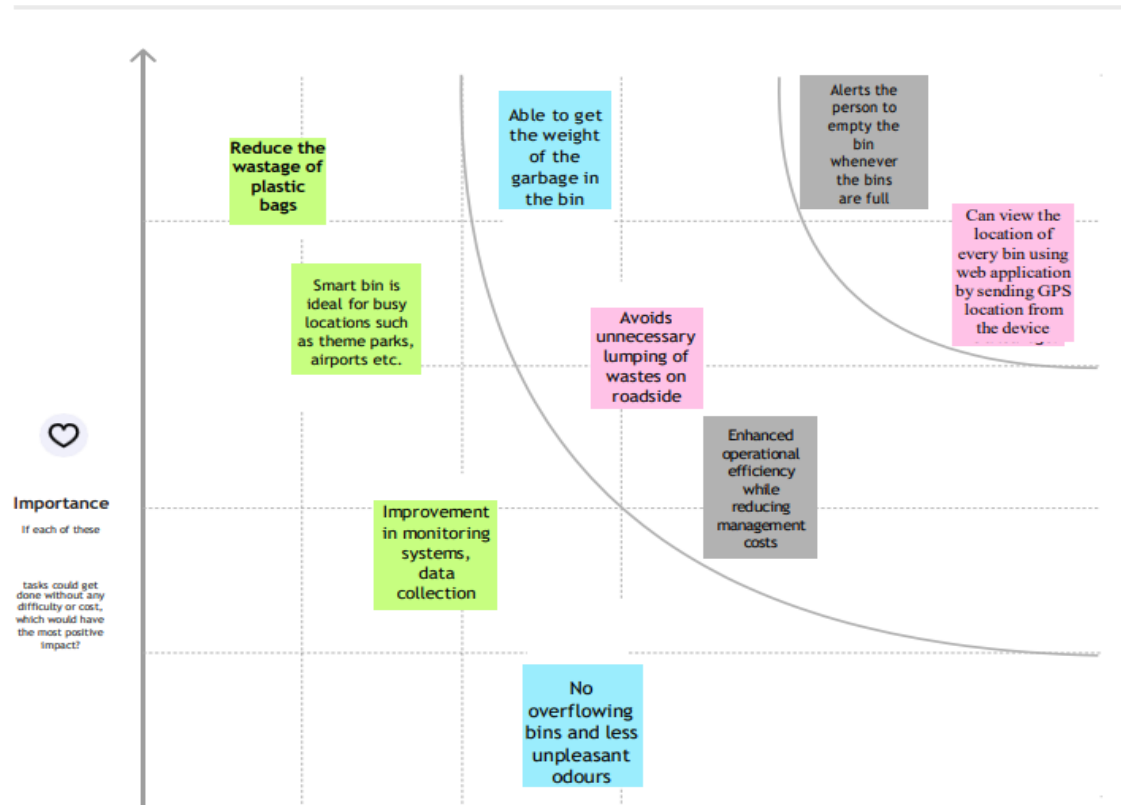 Reduce the
wastage of
plastic
bags
Able to get
the weight
of the
garbage in
the bin
Alerts the
person to
empty the
bin
whenever
the bins
are full
Can view the
location of
every bin using
web application
by sending GPS
location from
the device
Smart bin is
ideal for busy
locations such
as theme parks,
airports etc.
Avoids
unnecessary
lumping of
wastes on
roadside
Enhanced
operational
efficiency
while
reducing
management
costs
Importance
If each of these
tasks could get
done without any
difficulty or cost,
which would have
the most positive
impact?
Improvement
in monitoring
systems,
data
collection
No
overflowing
bins and less
unpleasant
odours